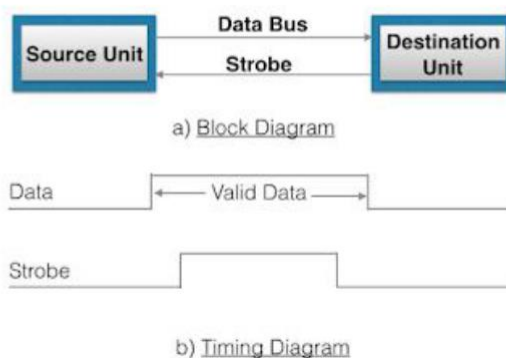 Data Bus
Source Unit
Strobe
Destination
Unit
a) Block Diagram
Data
Valid Data
Strobe
b) Timing Diagram